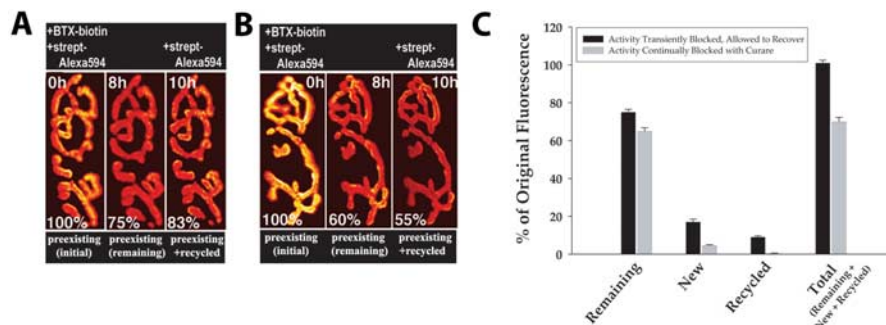 A
+BTX-biotin
+strept-
Alexa594
+strept-
Alexa594
0h
8h
10h
100%
75%
83%
preexisting
(initial)
preexisting
(remaining)
preexisting
+recycled
B
+BTX-biotin
+strept-
Alexa594
+strept-
Alexa594
0h
8h
10h
100%
60%
55%
preexisting
(initial)
preexisting
(remaining)
preexisting
+recycled
C
Activity Transiently Blocked, Allowed to Recover
Activity Continually Blocked with Curare
% of Original Fluorescence
120
100
80
60
40
20
0
Remaining
New
Recycled
Total
(Remaining +
New + Recycled)